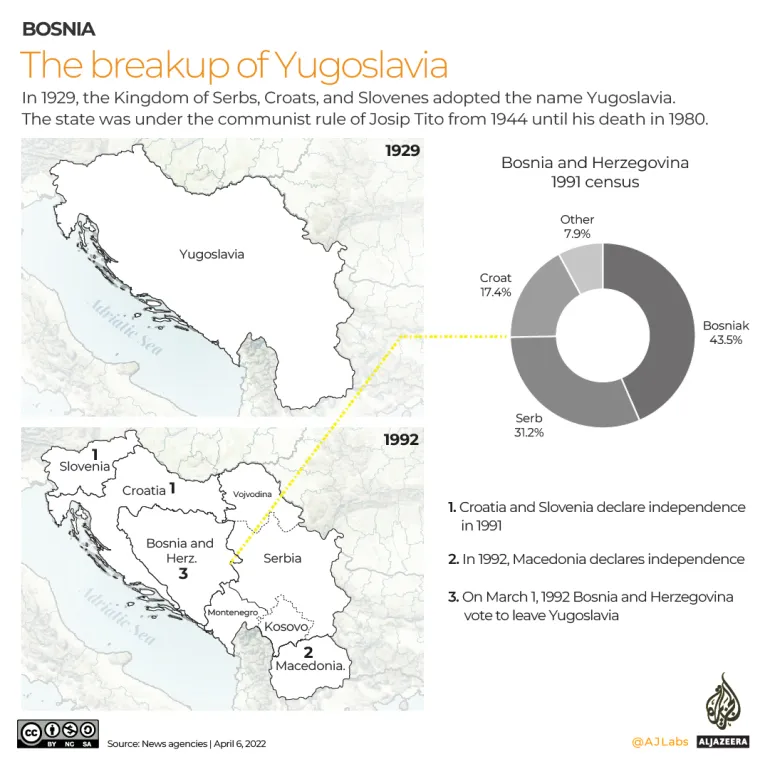 BOSNIA
The breakup of Yugoslavia
In 1929, the Kingdom of Serbs, Croats, and Slovenes adopted the name Yugoslavia.
The state was under the communist rule of Josip Tito from 1944 until his death in 1980.
1929
Yugoslavia
Adriatic Sea
Bosnia and Herzegovina
1991 census
Other
7.9%
Croat
17.4%
Bosniak
43.5%
Serb
31.2%
1992
1
Slovenia
Croatia 1
Vojvodina
Bosnia and
Herz.
3
Serbia
Montenegro
Kosovo
2
Macedonia.
Adriatic Sea
1. Croatia and Slovenia declare independence
in 1991
2. In 1992, Macedonia declares independence
3. On March 1, 1992 Bosnia and Herzegovina
vote to leave Yugoslavia
CC
BY NC SA
Source: News agencies | April 6, 2022
@AJLabs
ALJAZEERA